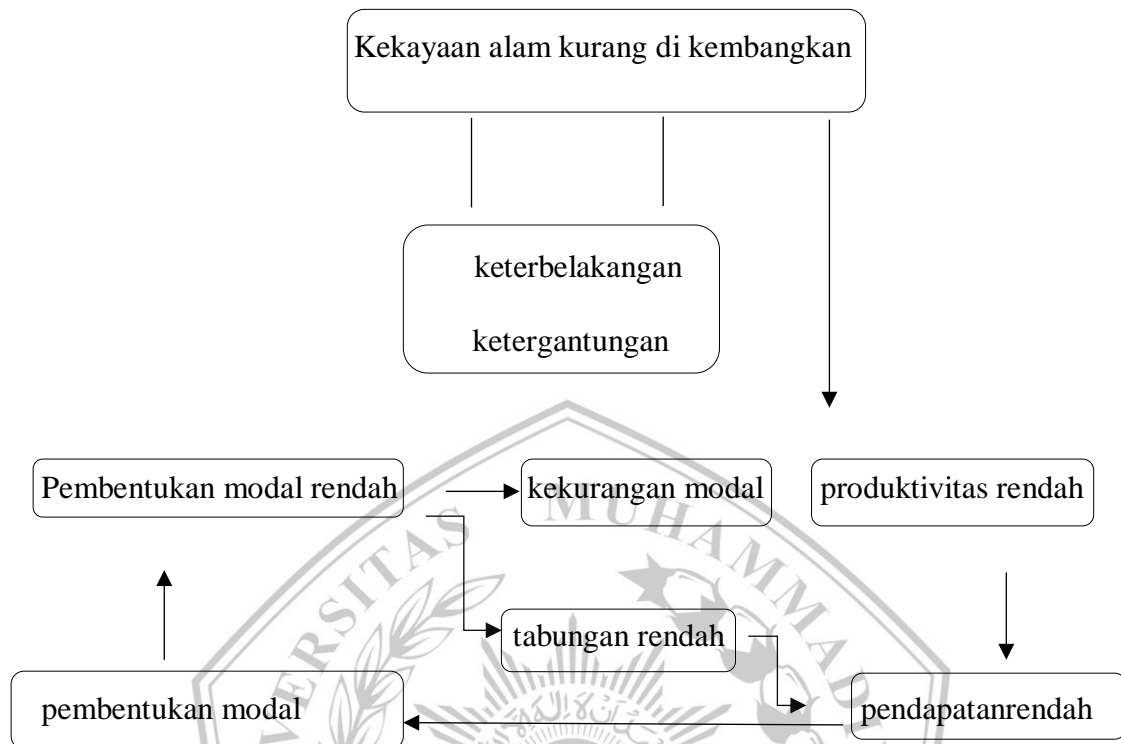 Kekayaan alam kurang di kembangkan
keterbelakangan
ketergantungan
Pembentukan modal rendah
kekurangan modal
produktivitas rendah
tabungan rendah
pembentukan modal
pendapatanrendah